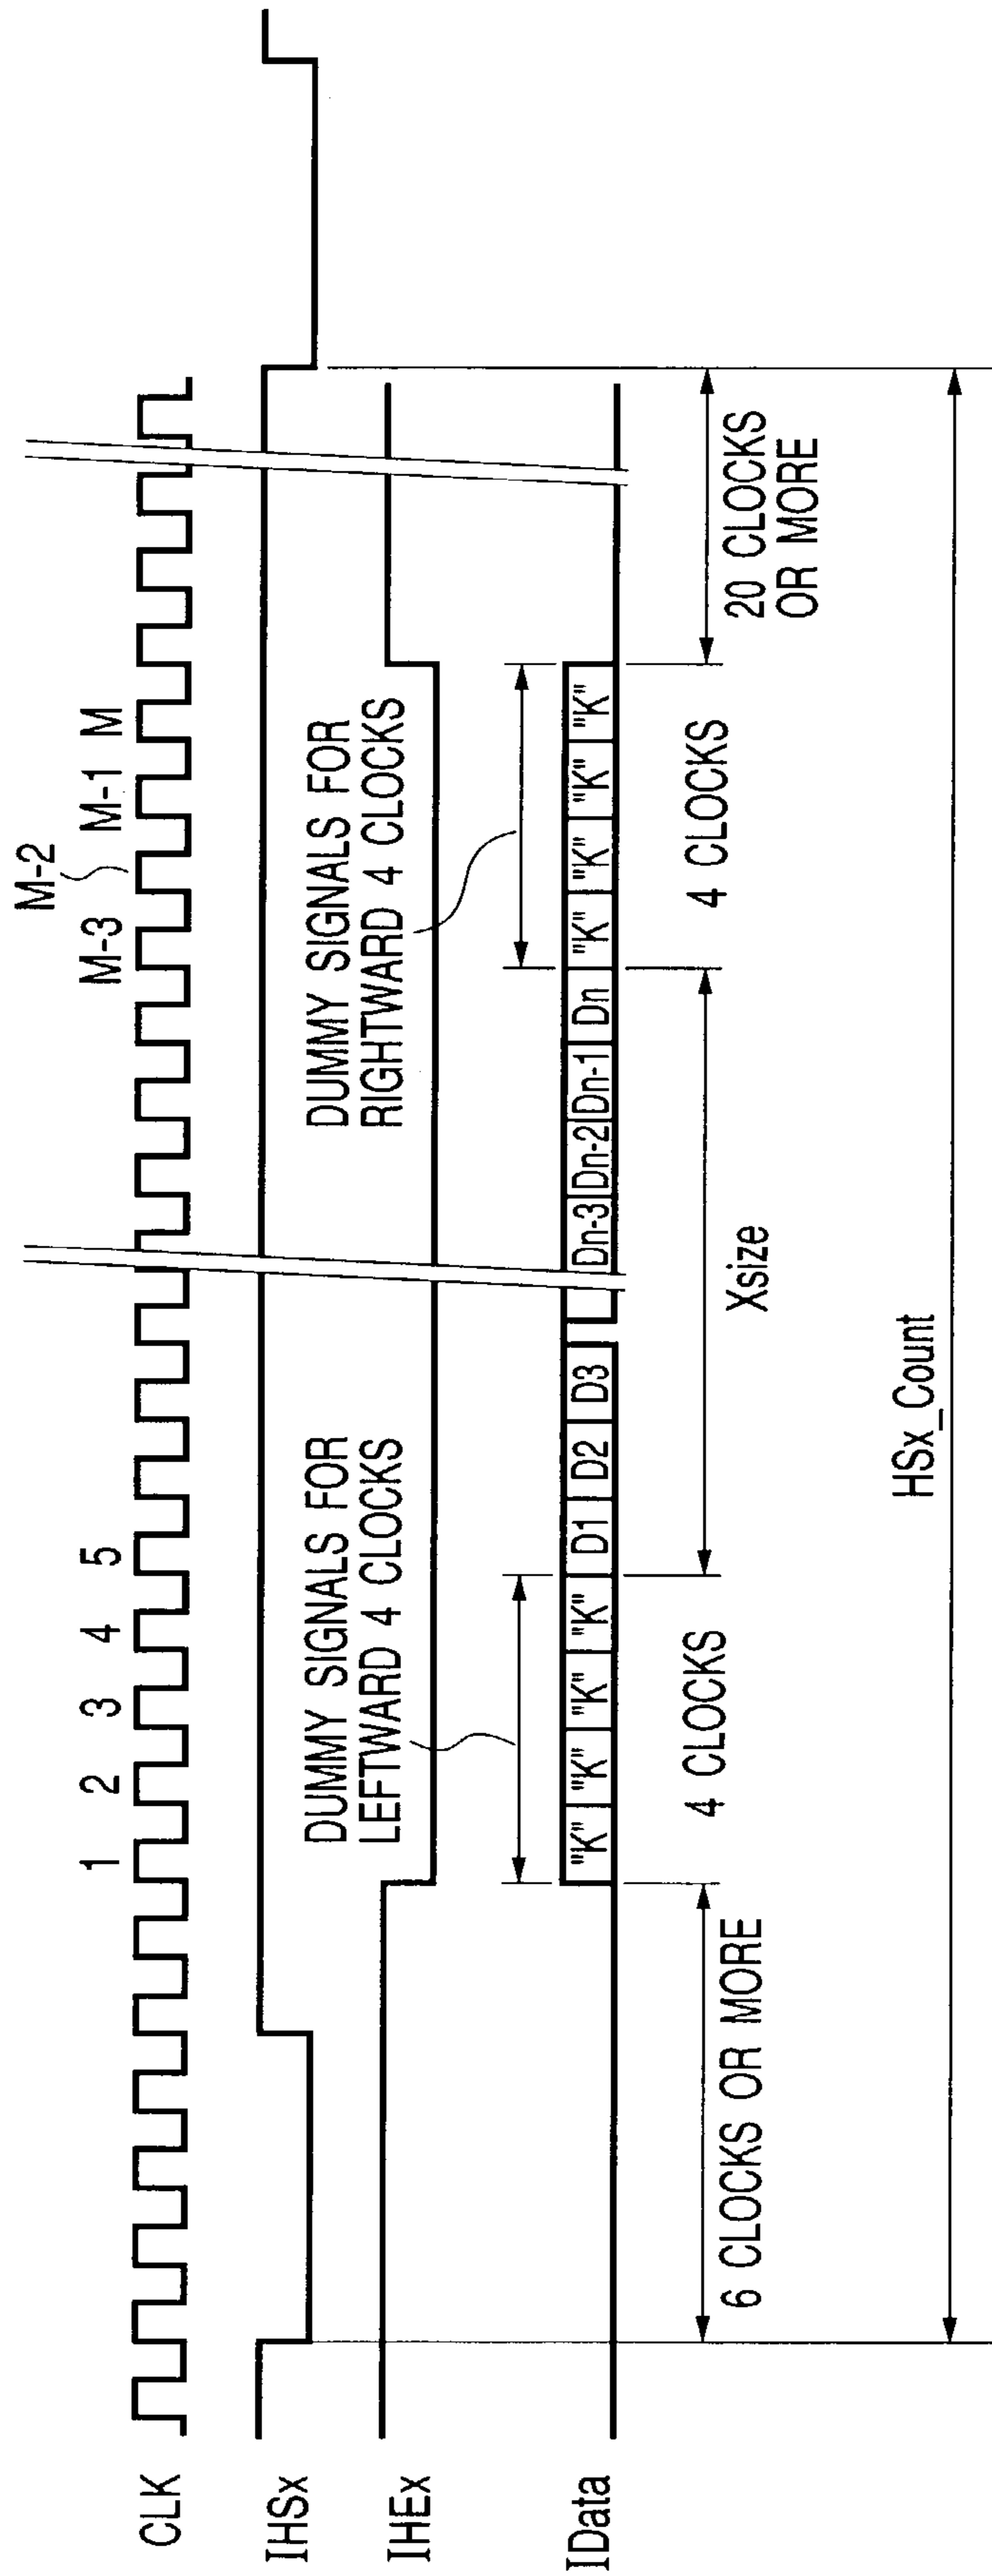 CLK
1 2 3 4 5 M-3 M-2 M-1 M
IHSx
DUMMY SIGNALS FOR
LEFTWARD 4 CLOCKS
DUMMY SIGNALS FOR
RIGHTWARD 4 CLOCKS
IHEx
IData
"K" "K" "K" "K" D1 D2 D3 Dn-3 Dn-2 Dn-1 Dn "K" "K" "K" "K"
6 CLOCKS OR MORE
4 CLOCKS
Xsize
4 CLOCKS
20 CLOCKS
OR MORE
HSx_Count